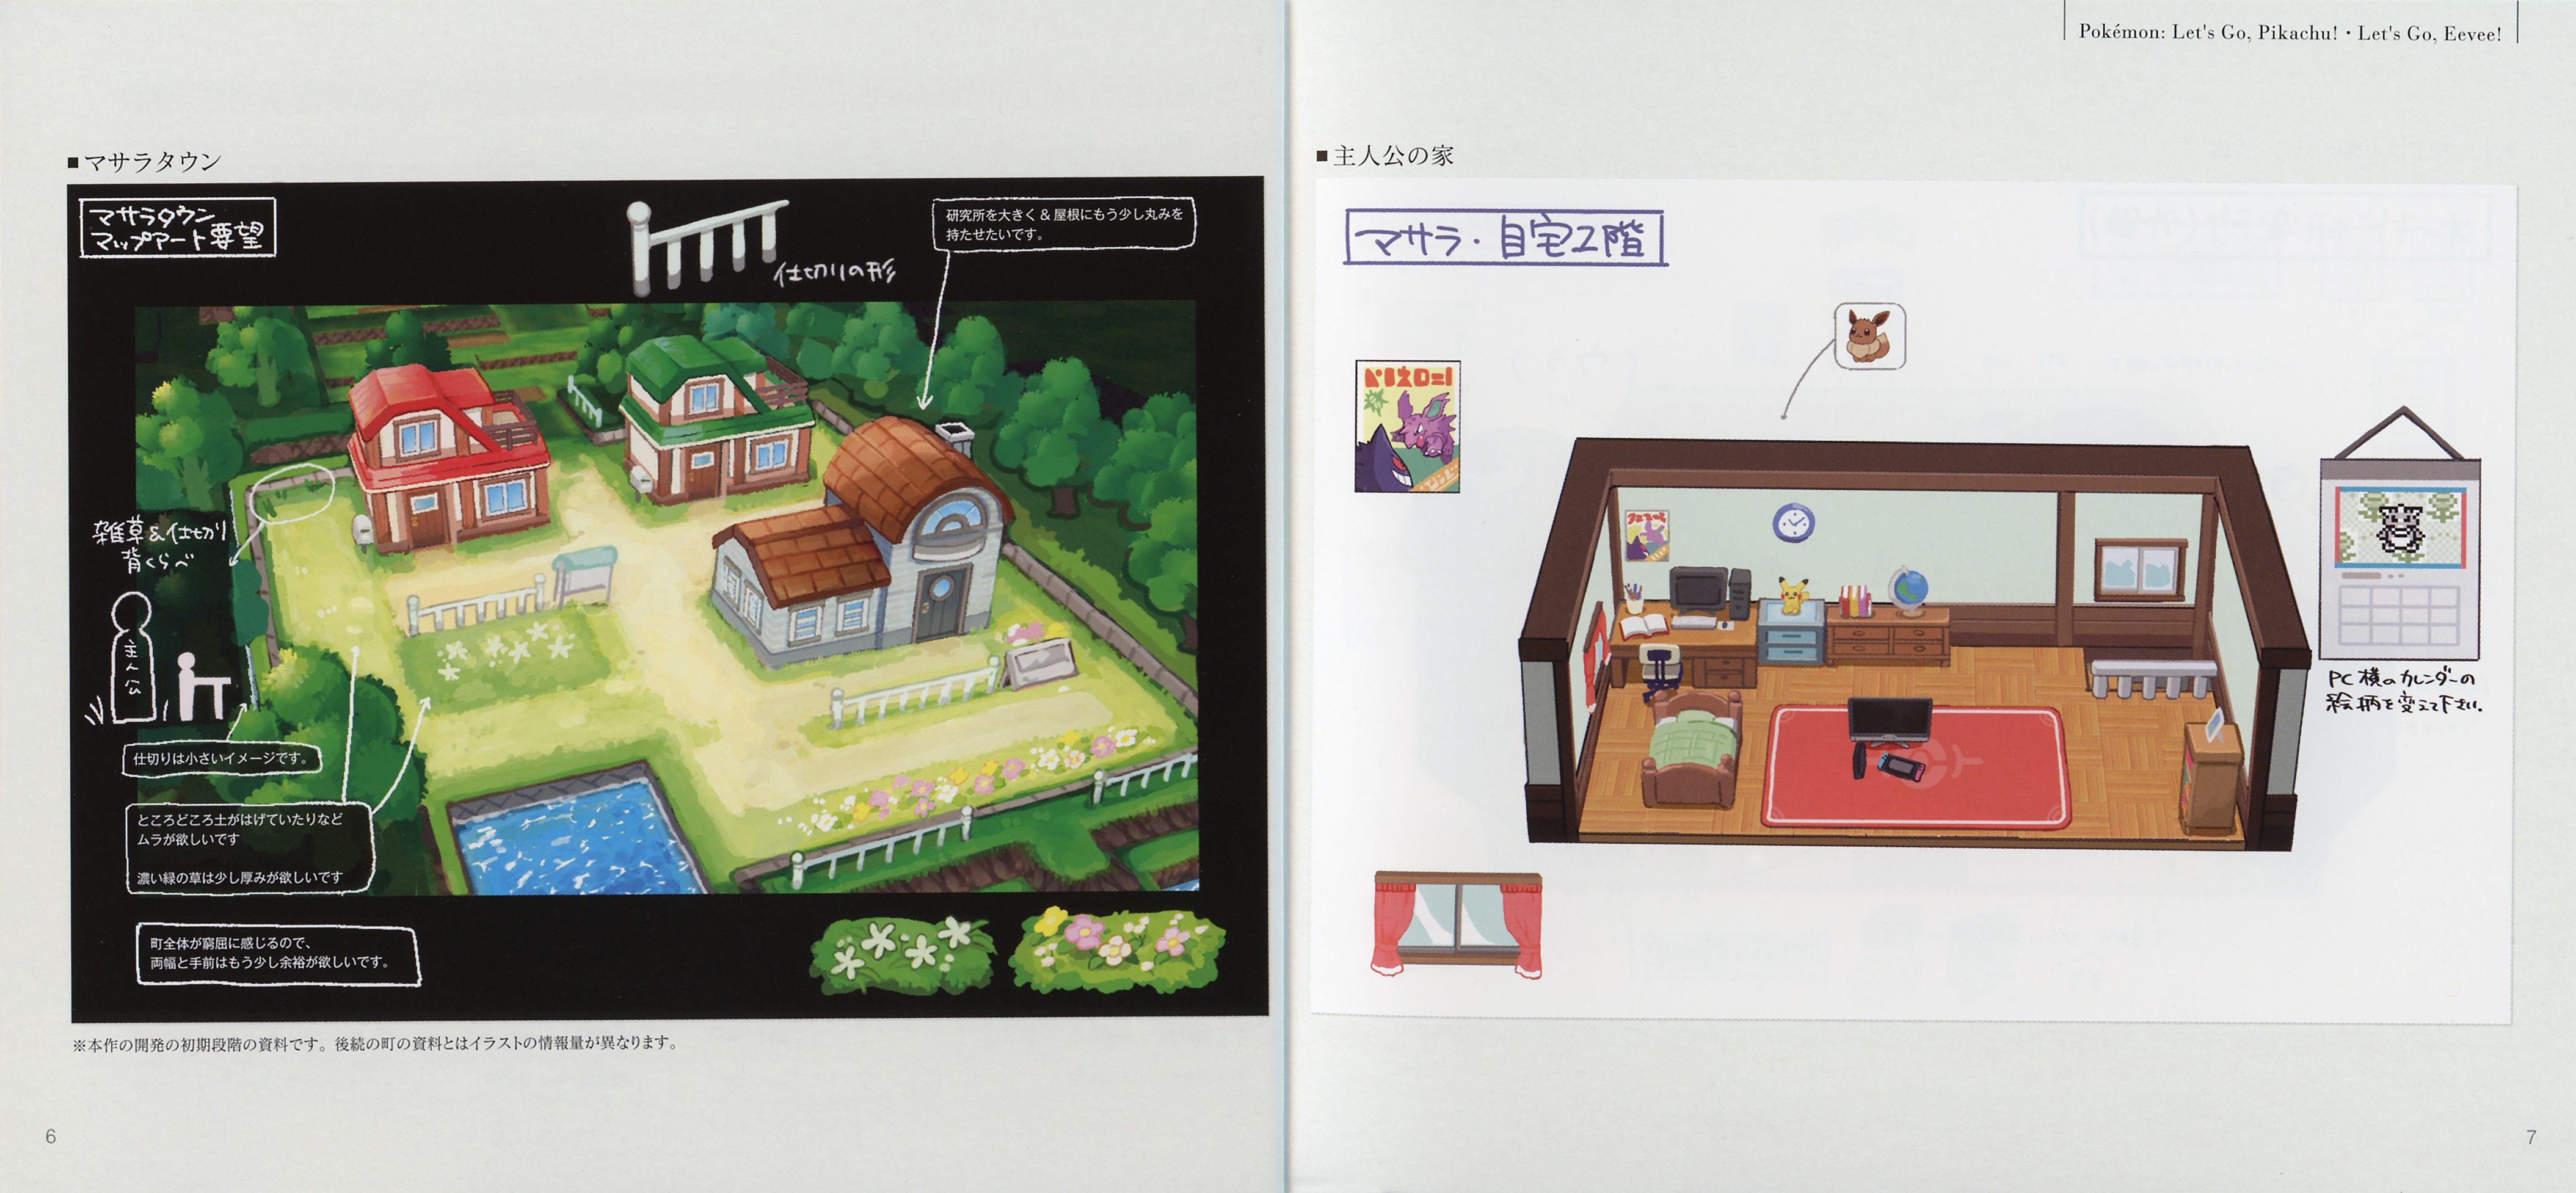 Pokémon: Let's Go, Pikachu!・Let's Go, Eevee!
■マサラタウン
マサラタウン
マップアート要望
仕切りの形
研究所を大きく & 屋根にもう少し丸みを
持たせたいです。
雑草&仕切り
背くらべ
主人公
仕切りは小さいイメージです。
ところどころ土がはげていたりなど
ムラが欲しいです
濃い緑の草は少し厚みが欲しいです
町全体が窮屈に感じるので、
両幅と手前はもう少し余裕が欲しいです。
※本作の開発の初期段階の資料です。後続の町の資料とはイラストの情報量が異なります。
6
■主人公の家
マサラ・自宅2階
PC横のカレンダーの
絵柄を変えて下さい。
7